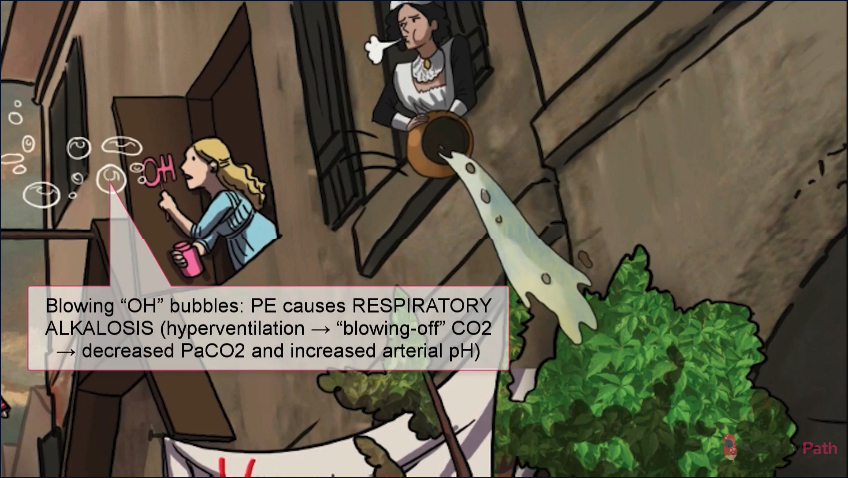 OH
Blowing “OH” bubbles: PE causes RESPIRATORY
ALKALOSIS (hyperventilation → “blowing-off” CO2
→ decreased PaCO2 and increased arterial pH)
Path